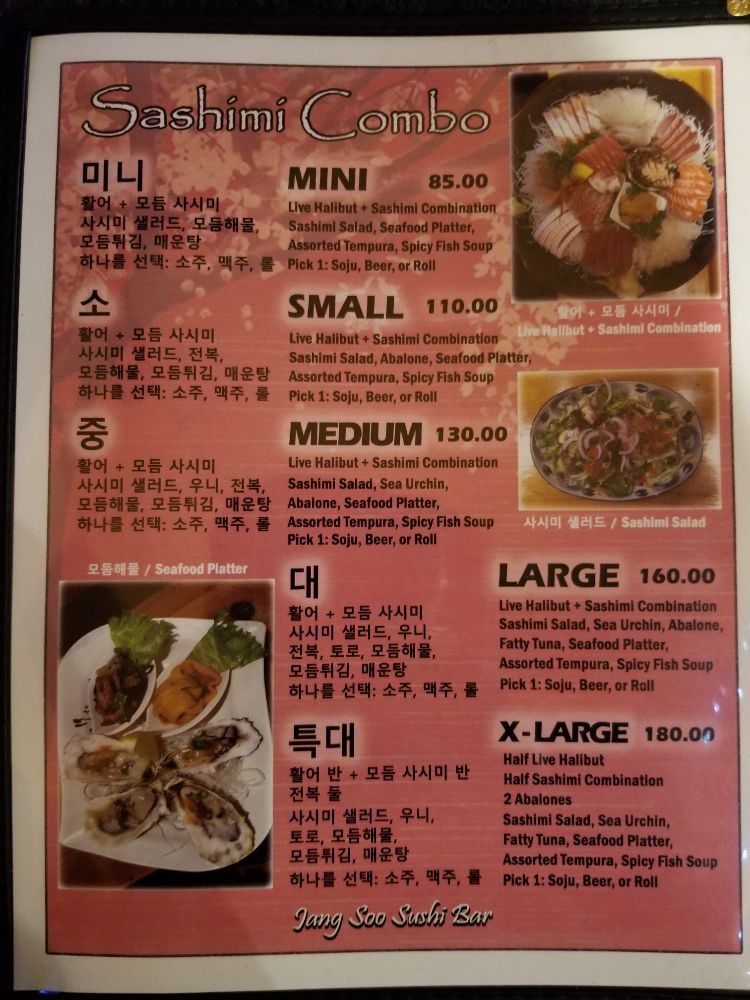 Sashimi Combo
미니
활어 + 모듬 사시미
사시미 샐러드, 모듬해물,
모듬튀김, 매운탕
하나를 선택: 소주, 맥주, 롤
MINI 85.00
Live Halibut + Sashimi Combination
Sashimi Salad, Seafood Platter,
Assorted Tempura, Spicy Fish Soup
Pick 1: Soju, Beer, or Roll
활어 + 모듬 사시미 /
Live Halibut + Sashimi Combination
소
활어 + 모듬 사시미
사시미 샐러드, 전복,
모듬해물, 모듬튀김, 매운탕
하나를 선택: 소주, 맥주, 롤
SMALL 110.00
Live Halibut + Sashimi Combination
Sashimi Salad, Abalone, Seafood Platter,
Assorted Tempura, Spicy Fish Soup
Pick 1: Soju, Beer, or Roll
중
활어 + 모듬 사시미
사시미 샐러드, 우니, 전복,
모듬해물, 모듬튀김, 매운탕
하나를 선택: 소주, 맥주, 롤
MEDIUM 130.00
Live Halibut + Sashimi Combination
Sashimi Salad, Sea Urchin,
Abalone, Seafood Platter,
Assorted Tempura, Spicy Fish Soup
Pick 1: Soju, Beer, or Roll
사시미 샐러드 / Sashimi Salad
모듬해물 / Seafood Platter
대
활어 + 모듬 사시미
사시미 샐러드, 우니,
전복, 토로, 모듬해물,
모듬튀김, 매운탕
하나를 선택: 소주, 맥주, 롤
LARGE 160.00
Live Halibut + Sashimi Combination
Sashimi Salad, Sea Urchin, Abalone,
Fatty Tuna, Seafood Platter,
Assorted Tempura, Spicy Fish Soup
Pick 1: Soju, Beer, or Roll
특대
활어 반 + 모듬 사시미 반
전복 둘
사시미 샐러드, 우니,
토로, 모듬해물,
모듬튀김, 매운탕
하나를 선택: 소주, 맥주, 롤
X-LARGE 180.00
Half Live Halibut
Half Sashimi Combination
2 Abalones
Sashimi Salad, Sea Urchin,
Fatty Tuna, Seafood Platter,
Assorted Tempura, Spicy Fish Soup
Pick 1: Soju, Beer, or Roll
Jang Soo Sushi Bar